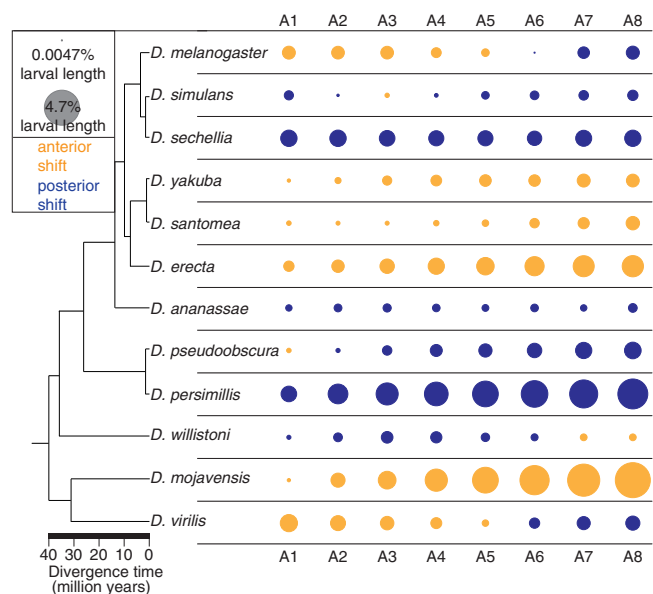 A1 A2 A3 A4 A5 A6 A7 A8
0.0047%
larval length
4.7%
larval length
anterior
shift
posterior
shift
D. melanogaster
D. simulans
D. sechellia
D. yakuba
D. santomea
D. erecta
D. ananassae
D. pseudoobscura
D. persimillis
D. willistoni
D. mojavensis
D. virilis
A1 A2 A3 A4 A5 A6 A7 A8
40 30 20 10 0
Divergence time
(million years)